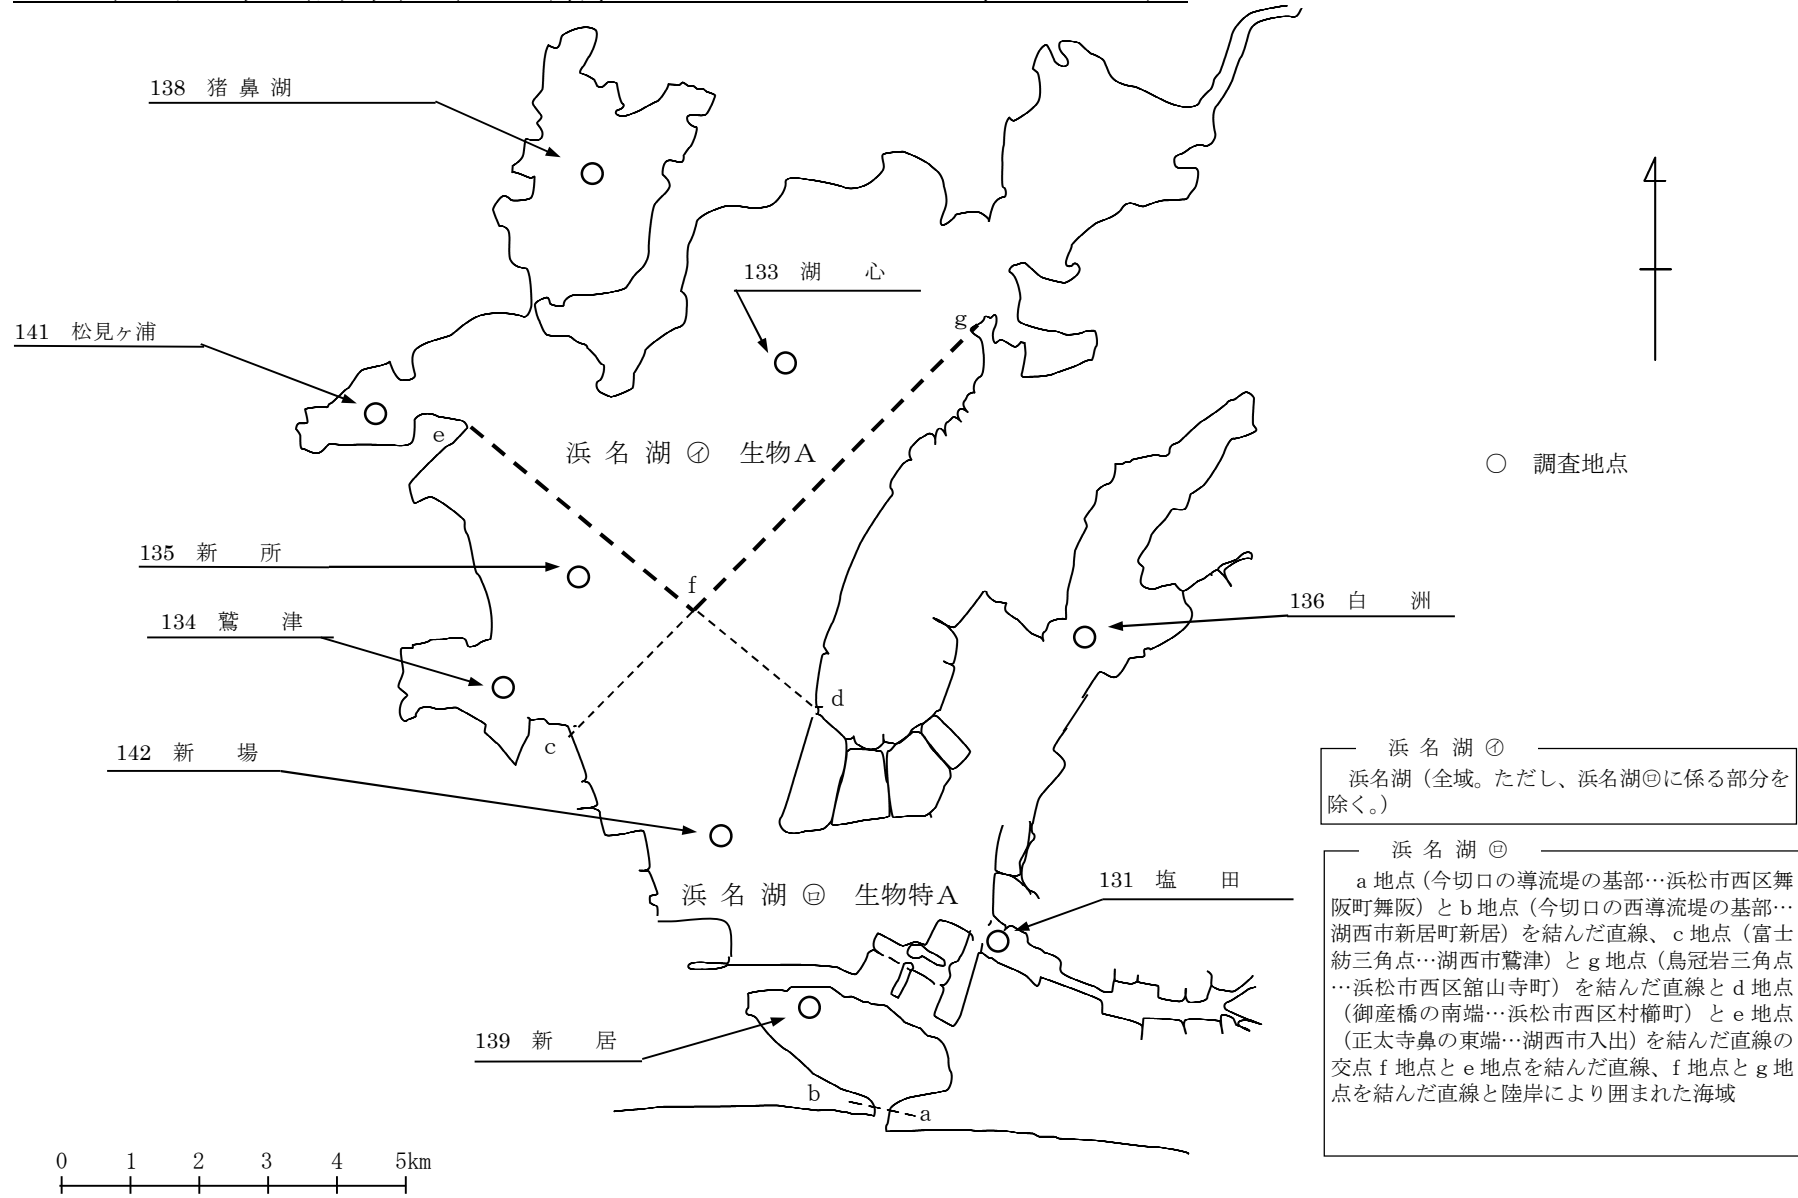 138 猪鼻湖
133 湖 心
g
141 松見ヶ浦
e
浜名湖㋑ 生物A
○ 調査地点
135 新 所
f
136 白 洲
134 鷲 津
d
c
142 新 場
浜名湖㋑
浜名湖（全域。ただし、浜名湖㋺に係る部分を
除く。）
浜名湖㋺
a地点（今切口の導流堤の基部…浜松市西区舞
阪町舞阪）とb地点（今切口の西導流堤の基部…
湖西市新居町新居）を結んだ直線、c地点（富士
紡三角点…湖西市鷲津）とg地点（鳥冠岩三角点
…浜松市西区舘山寺町）を結んだ直線とd地点
（御産橋の南端…浜松市西区村櫛町）とe地点
（正太寺鼻の東端…湖西市入出）を結んだ直線の
交点f地点とe地点を結んだ直線、f地点とg地
点を結んだ直線と陸岸により囲まれた海域
浜名湖㋺ 生物特A
131 塩 田
139 新 居
b
a
0 1 2 3 4 5km